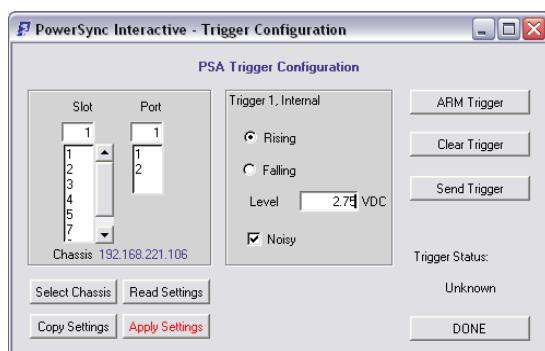 PowerSync Interactive - Trigger Configuration
PSA Trigger Configuration
Slot Port
1 1
1
2
3
4
5
7
1
2
Chassis 192.168.221.106
Trigger 1, Internal
Rising
Falling
Level 2.75 VDC
Noisy
ARM Trigger
Clear Trigger
Send Trigger
Trigger Status:
Unknown
Select Chassis Read Settings
Copy Settings Apply Settings
DONE